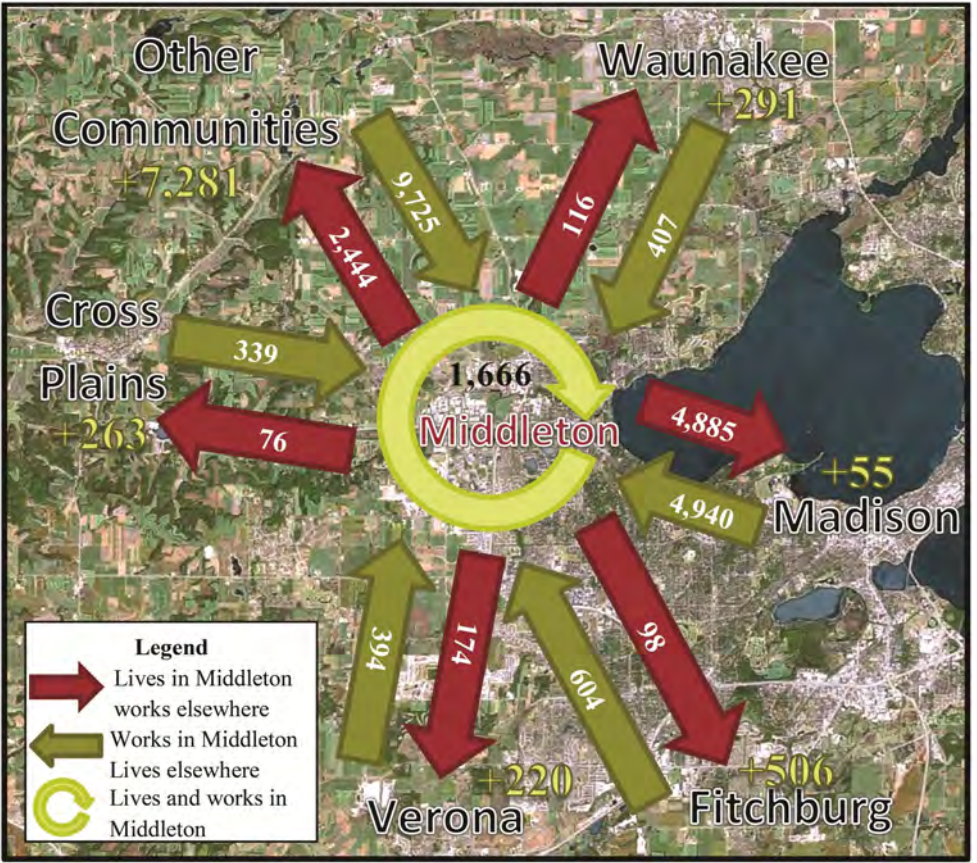 Other
Communities
+7,281
Waunakee
+291
9,725
2,444
116
407
Cross
Plains
+263
339
76
1,666
Middleton
4,885
4,940
+55
Madison
394
174
604
98
+220
Verona
+506
Fitchburg
Legend
Lives in Middleton
works elsewhere
Works in Middleton
Lives elsewhere
Lives and works in
Middleton